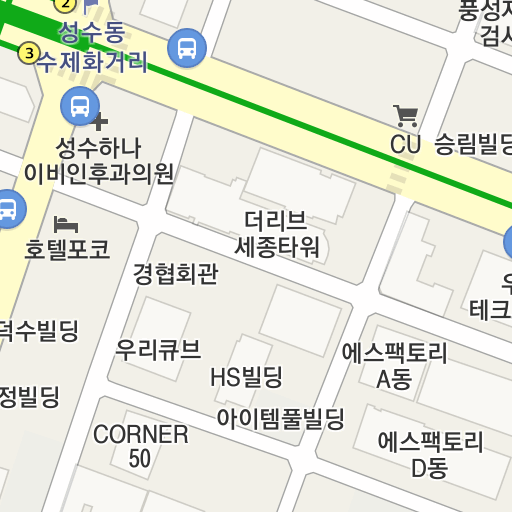 2
성수동
수제화거리
3
풍성
검사
CU
승림빌딩
성수하나
이비인후과의원
호텔포코
더리브
세종타워
경협회관
우
테크
덕수빌딩
우리큐브
에스팩토리
A동
HS빌딩
정빌딩
아이템풀빌딩
CORNER
50
에스팩토리
D동